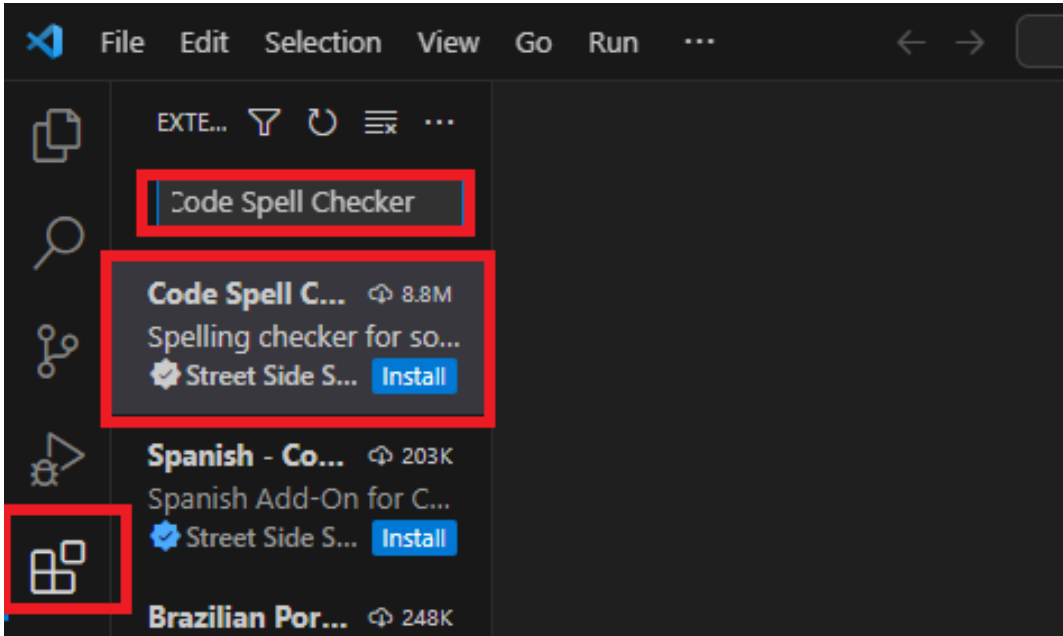 File Edit Selection View Go Run ···
EXTE... ···
Code Spell Checker
Code Spell C... 8.8M
Spelling checker for so...
Street Side S... Install
Spanish - Co... 203K
Spanish Add-On for C...
Street Side S... Install
Brazilian Por... 248K